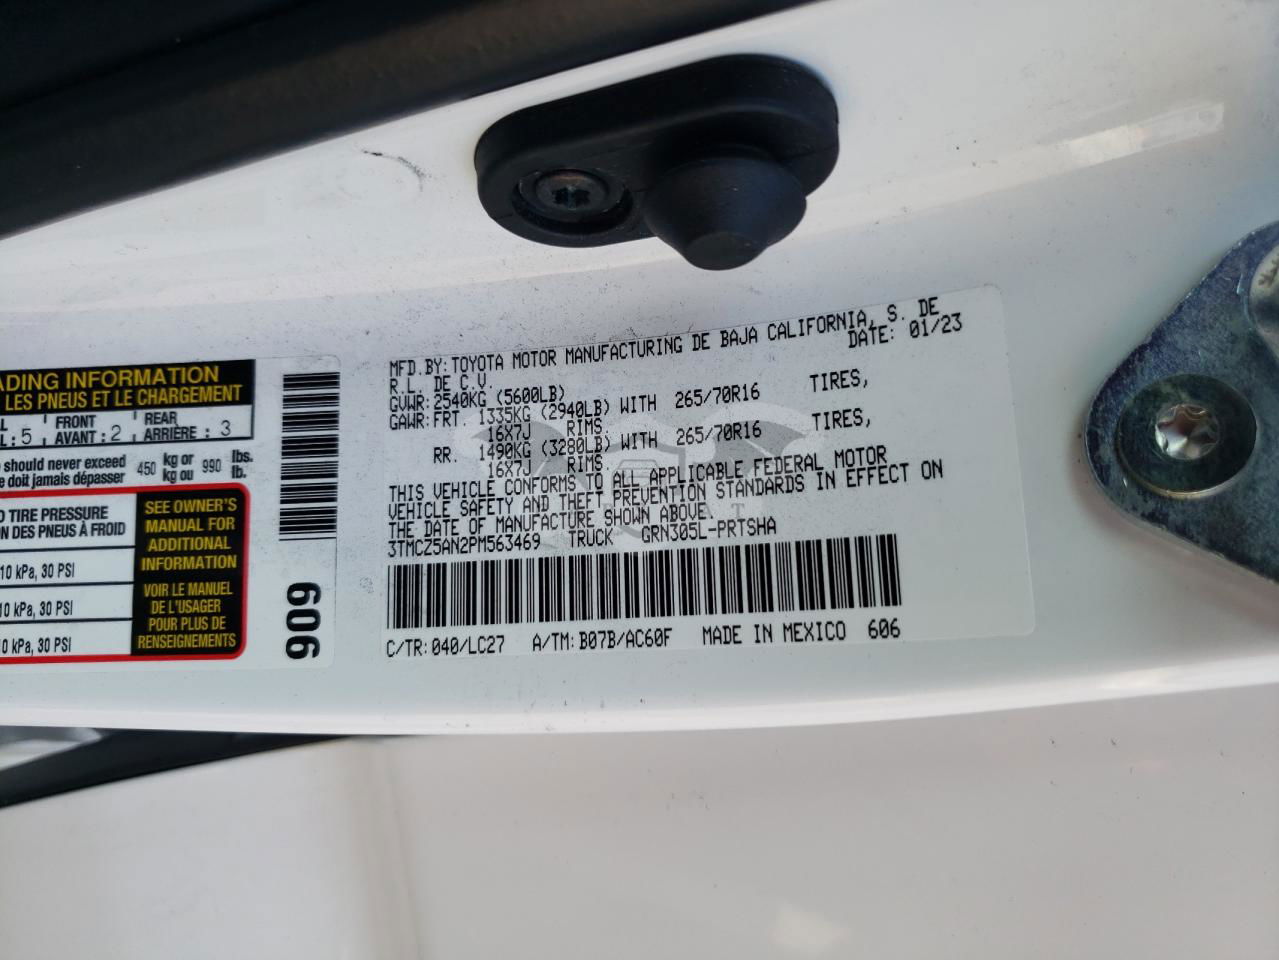 ADING INFORMATION
LES PNEUS ET LE CHARGEMENT
L : 5 FRONT AVANT : 2 REAR ARRIÈRE : 3
should never exceed 450 kg or 990 lbs.
e doit jamais dépasser kg ou lb.
TIRE PRESSURE
ION DES PNEUS À FROID
10 kPa, 30 PSI
10 kPa, 30 PSI
10 kPa, 30 PSI
SEE OWNER'S
MANUAL FOR
ADDITIONAL
INFORMATION
VOIR LE MANUEL
DE L'USAGER
POUR PLUS DE
RENSEIGNEMENTS
909
MFD.BY: TOYOTA MOTOR MANUFACTURING DE BAJA CALIFORNIA, S. DE
R.L. DE C.V. DATE: 01/23
GVWR: 2540KG (5600LB)
GAWR: FRT. 1335KG (2940LB) WITH 265/70R16 TIRES,
16X7J RIMS.
RR. 1490KG (3280LB) WITH 265/70R16 TIRES,
16X7J RIMS.
THIS VEHICLE CONFORMS TO ALL APPLICABLE FEDERAL MOTOR
VEHICLE SAFETY AND THEFT PREVENTION STANDARDS IN EFFECT ON
THE DATE OF MANUFACTURE SHOWN ABOVE.
3TMCZ5AN2PM563469 TRUCK GRN305L-PRTSHA
C/TR: 040/LC27 A/TM: B07B/AC60F MADE IN MEXICO 606